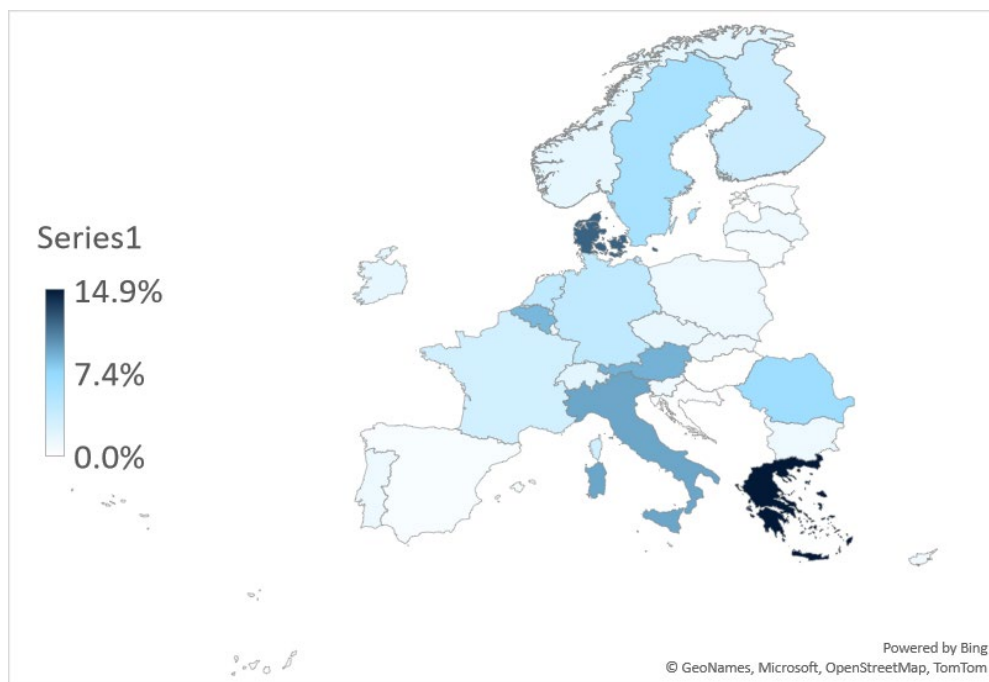 Series1
14.9%
7.4%
0.0%
Powered by Bing
© GeoNames, Microsoft, OpenStreetMap, TomTom